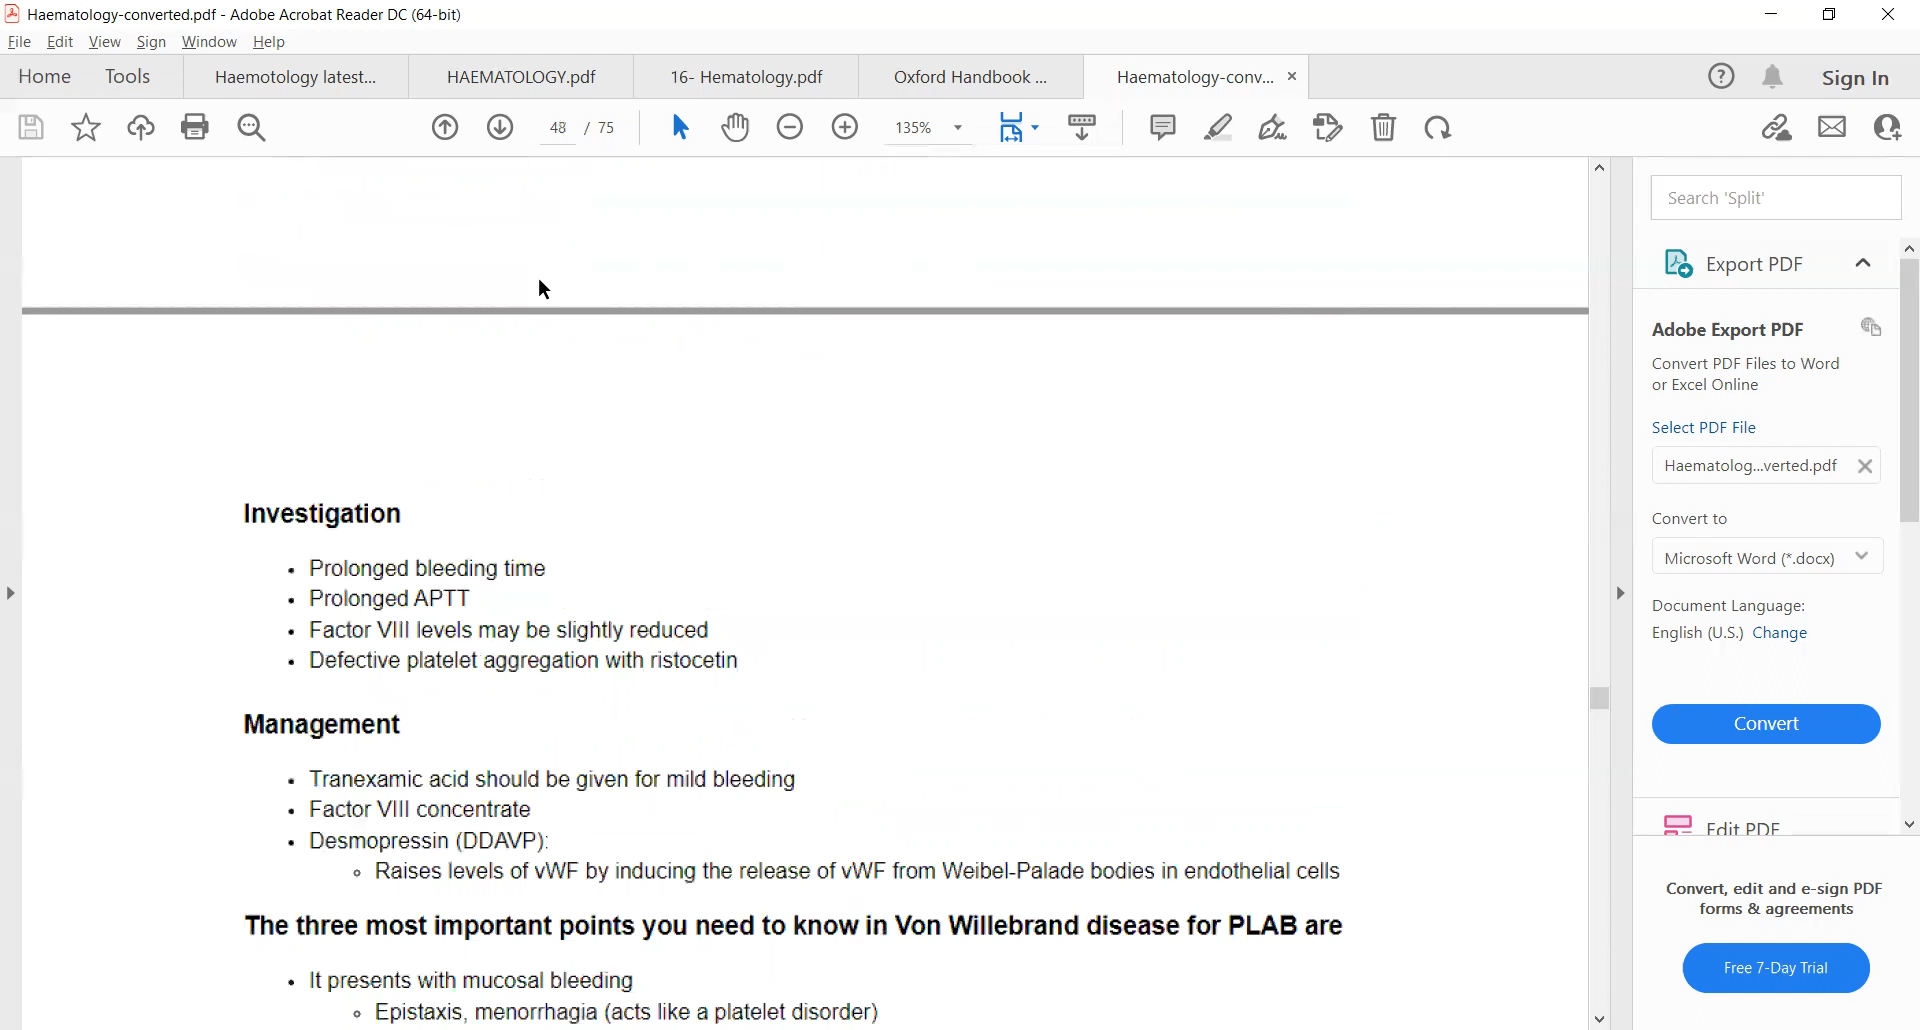 Haematology-converted.pdf - Adobe Acrobat Reader DC (64-bit)
File Edit View Sign Window Help
Home Tools Haemotology latest... HAEMATOLOGY.pdf 16- Hematology.pdf Oxford Handbook ... Haematology-conv... × Sign In
48 / 75 135%
Search 'Split'
Export PDF
Adobe Export PDF
Convert PDF Files to Word
or Excel Online
Select PDF File
Haematolog...verted.pdf
Convert to
Microsoft Word (*.docx)
Document Language:
English (U.S.) Change
Convert
Edit PDF
Convert, edit and e-sign PDF
forms & agreements
Free 7-Day Trial
Investigation
• Prolonged bleeding time
• Prolonged APTT
• Factor VIII levels may be slightly reduced
• Defective platelet aggregation with ristocetin
Management
• Tranexamic acid should be given for mild bleeding
• Factor VIII concentrate
• Desmopressin (DDAVP):
◦ Raises levels of vWF by inducing the release of vWF from Weibel-Palade bodies in endothelial cells
The three most important points you need to know in Von Willebrand disease for PLAB are
• It presents with mucosal bleeding
◦ Epistaxis, menorrhagia (acts like a platelet disorder)